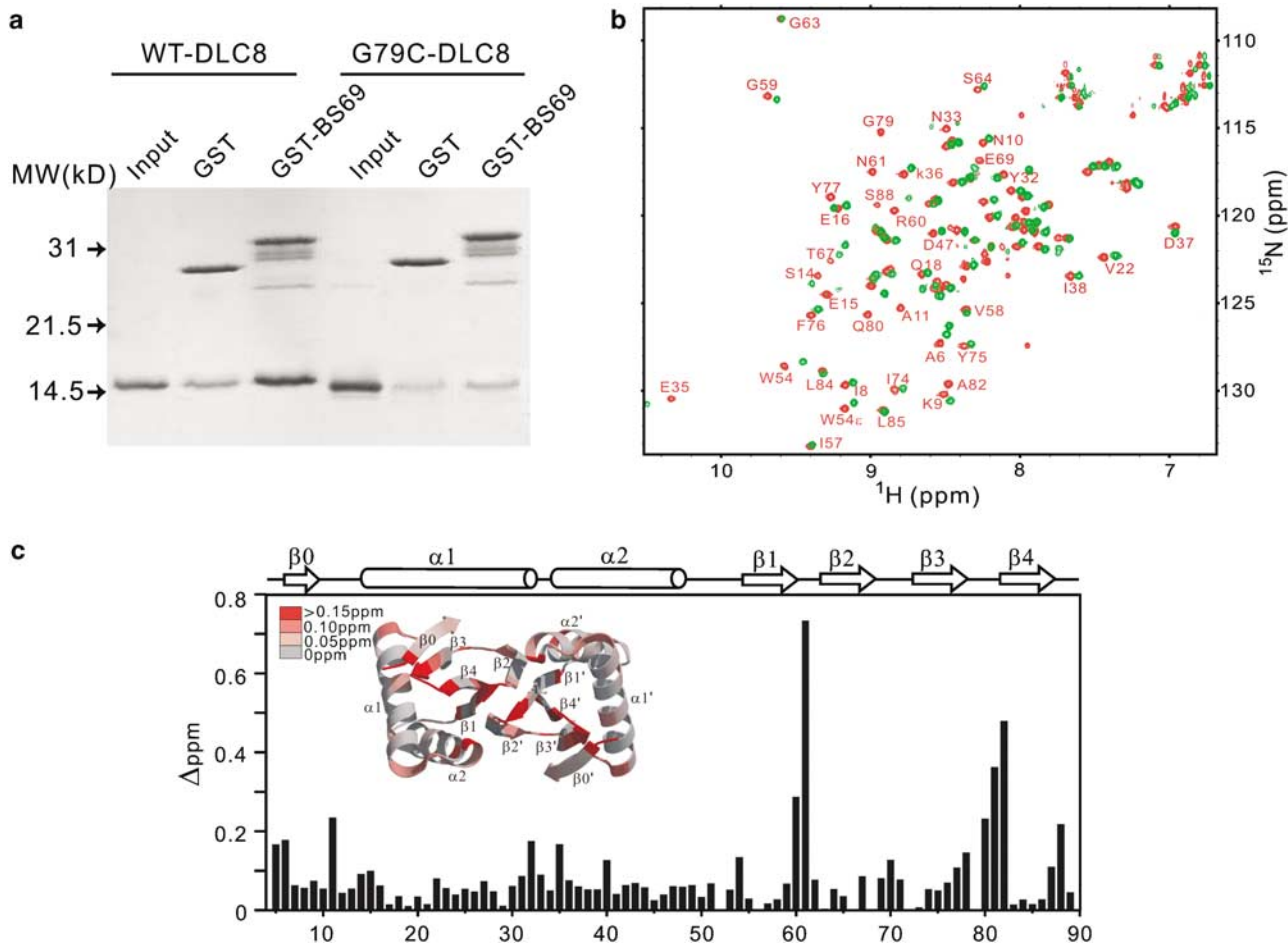 a
WT-DLC8
G79C-DLC8
Input
GST
GST-BS69
Input
GST
GST-BS69
MW(kD)
31
21.5
14.5
b
G63
G59
S64
G79
N33
N10
N61
k36
E69
Y32
Y77
S88
E16
R60
D47
D37
T67
Q18
V22
S14
I38
E15
F76
Q80
A11
V58
A6
Y75
W54
L84
I8
I74
A82
E35
K9
W54ε
L85
I57
110
115
120
125
130
15N (ppm)
10
9
8
7
1H (ppm)
c
β0
α1
α2
β1
β2
β3
β4
0.8
0.6
0.4
0.2
0
Δppm
>0.15ppm
0.10ppm
0.05ppm
0ppm
β0
β3
β2
α2'
β4
β1'
α1
α1'
β4'
β1
β2'
β3'
α2
β0'
10
20
30
40
50
60
70
80
90